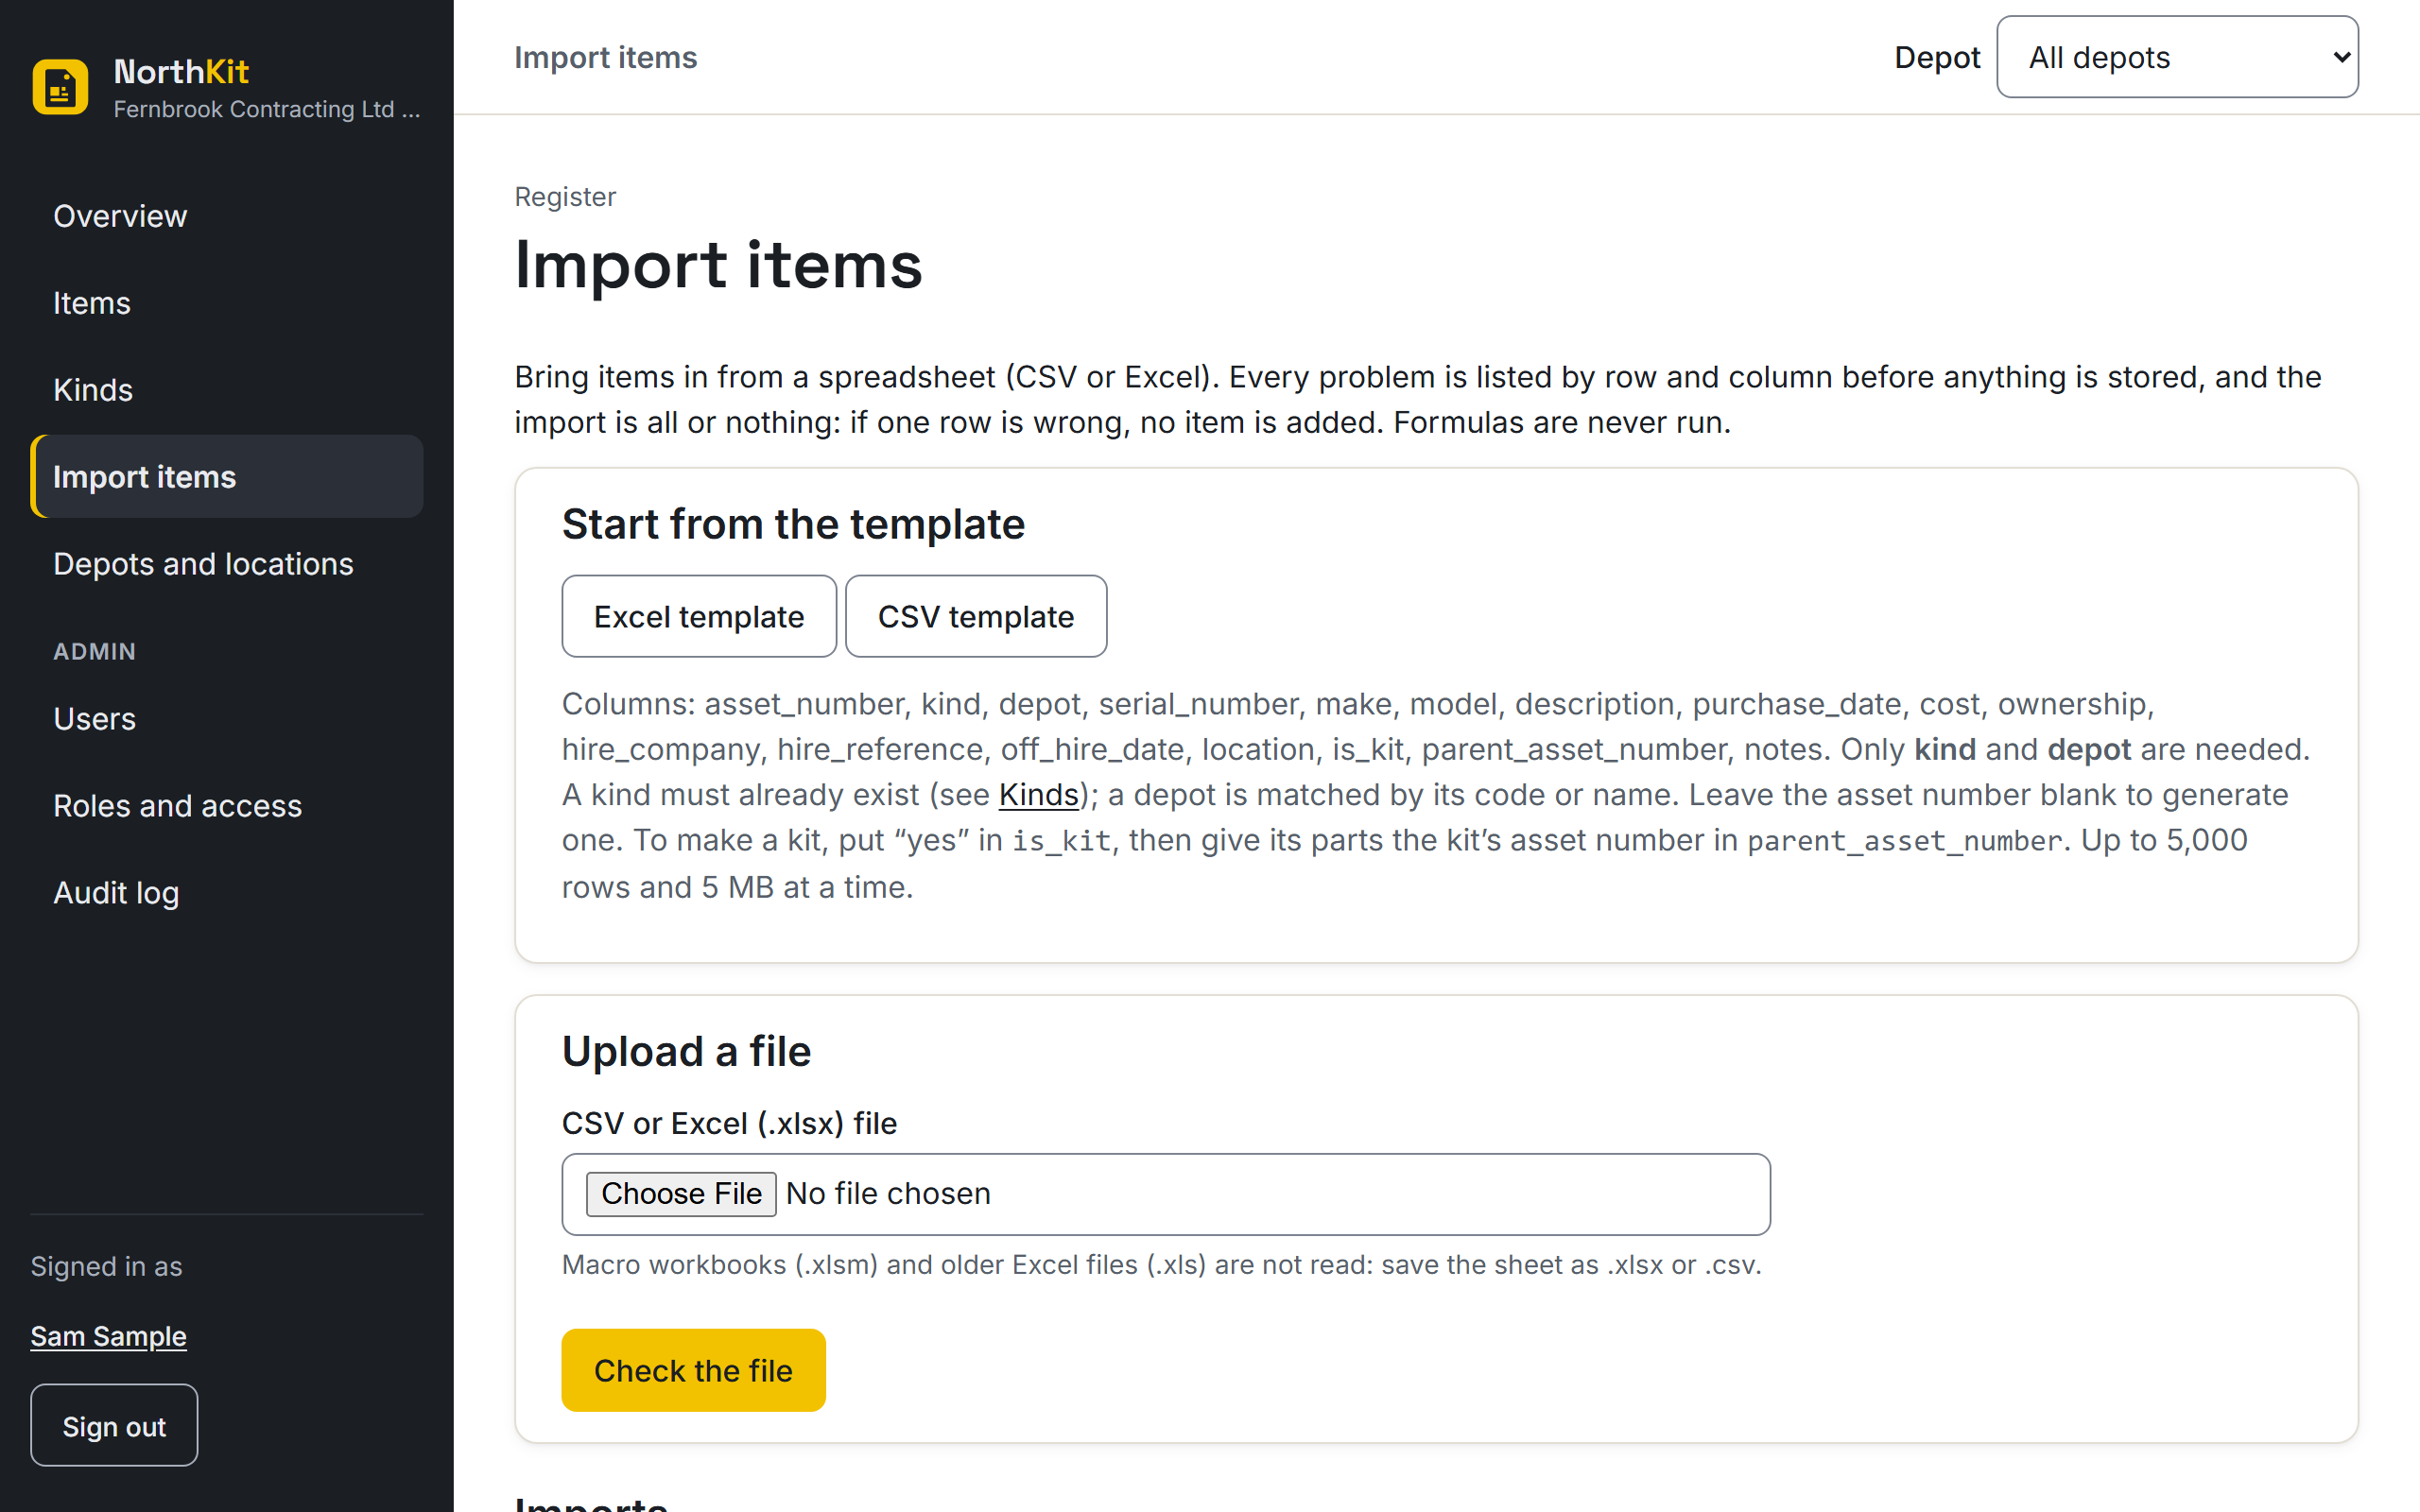 NorthKit
Fernbrook Contracting Ltd ...
Overview
Items
Kinds
Import items
Depots and locations
ADMIN
Users
Roles and access
Audit log
Signed in as
Sam Sample
Sign out
Import items
Depot
All depots
Register
Import items
Bring items in from a spreadsheet (CSV or Excel). Every problem is listed by row and column before anything is stored, and the
import is all or nothing: if one row is wrong, no item is added. Formulas are never run.
Start from the template
Excel template
CSV template
Columns: asset_number, kind, depot, serial_number, make, model, description, purchase_date, cost, ownership,
hire_company, hire_reference, off_hire_date, location, is_kit, parent_asset_number, notes. Only kind and depot are needed.
A kind must already exist (see Kinds); a depot is matched by its code or name. Leave the asset number blank to generate
one. To make a kit, put “yes” in is_kit, then give its parts the kit’s asset number in parent_asset_number. Up to 5,000
rows and 5 MB at a time.
Upload a file
CSV or Excel (.xlsx) file
Choose File No file chosen
Macro workbooks (.xlsm) and older Excel files (.xls) are not read: save the sheet as .xlsx or .csv.
Check the file
Imports